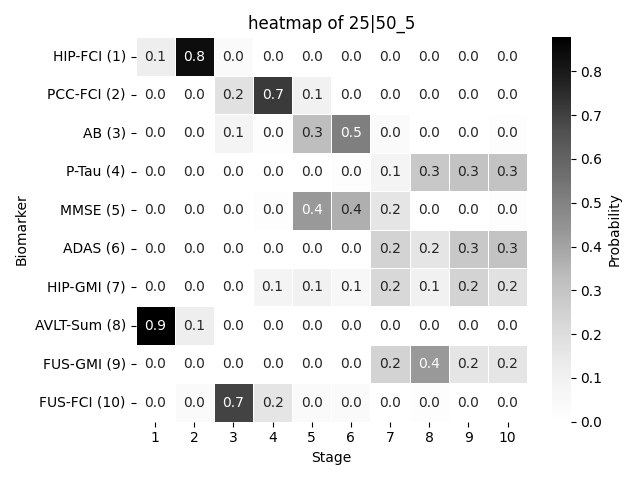 heatmap of 25|50_5
HIP-FCI (1) 0.1 0.8 0.0 0.0 0.0 0.0 0.0 0.0 0.0 0.0
PCC-FCI (2) 0.0 0.0 0.2 0.7 0.1 0.0 0.0 0.0 0.0 0.0
AB (3) 0.0 0.0 0.1 0.0 0.3 0.5 0.0 0.0 0.0 0.0
P-Tau (4) 0.0 0.0 0.0 0.0 0.0 0.0 0.1 0.3 0.3 0.3
MMSE (5) 0.0 0.0 0.0 0.0 0.4 0.4 0.2 0.0 0.0 0.0
ADAS (6) 0.0 0.0 0.0 0.0 0.0 0.0 0.2 0.2 0.3 0.3
HIP-GMI (7) 0.0 0.0 0.0 0.1 0.1 0.1 0.2 0.1 0.2 0.2
AVLT-Sum (8) 0.9 0.1 0.0 0.0 0.0 0.0 0.0 0.0 0.0 0.0
FUS-GMI (9) 0.0 0.0 0.0 0.0 0.0 0.0 0.2 0.4 0.2 0.2
FUS-FCI (10) 0.0 0.0 0.7 0.2 0.0 0.0 0.0 0.0 0.0 0.0
1 2 3 4 5 6 7 8 9 10
Stage
Biomarker
0.8
0.7
0.6
0.5
0.4
0.3
0.2
0.1
0.0
Probability